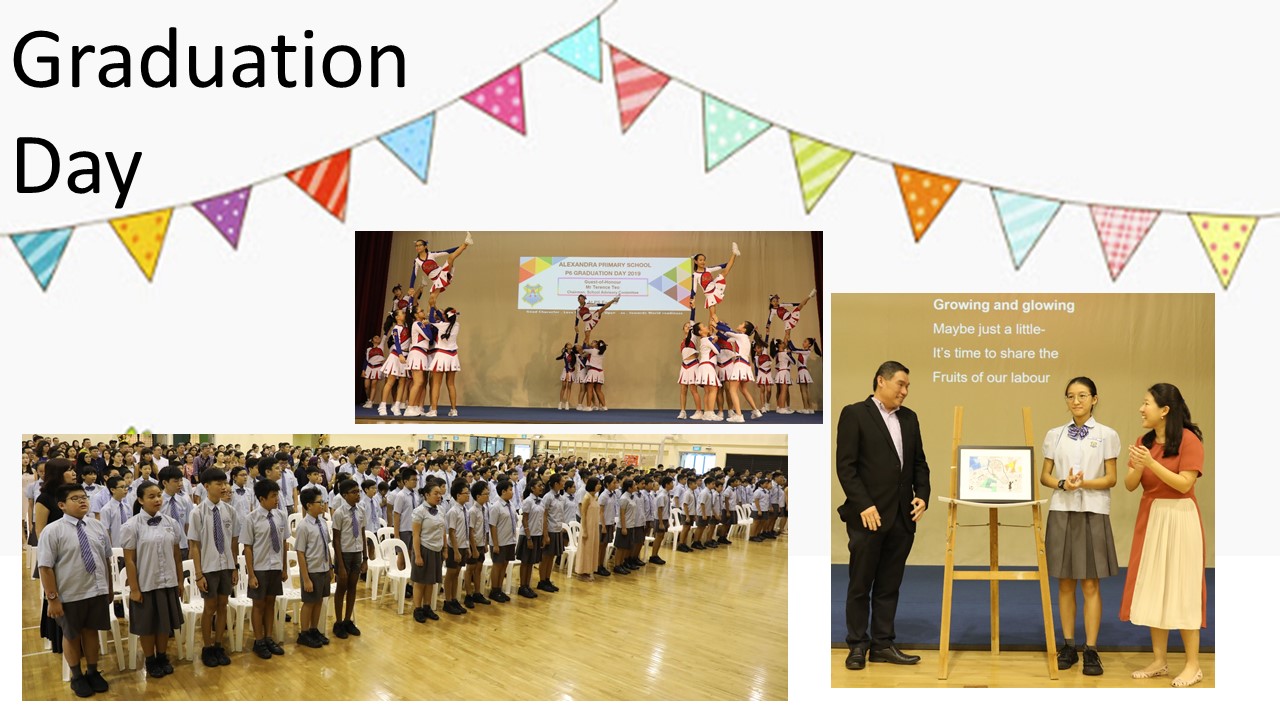 Graduation
Day
ALEXANDRA PRIMARY SCHOOL
P6 GRADUATION DAY 2019
Guest-of-Honour
Mr Terence Teo
Chairman, School Advisory Committee
Growing and glowing
Maybe just a little-
It's time to share the
Fruits of our labour